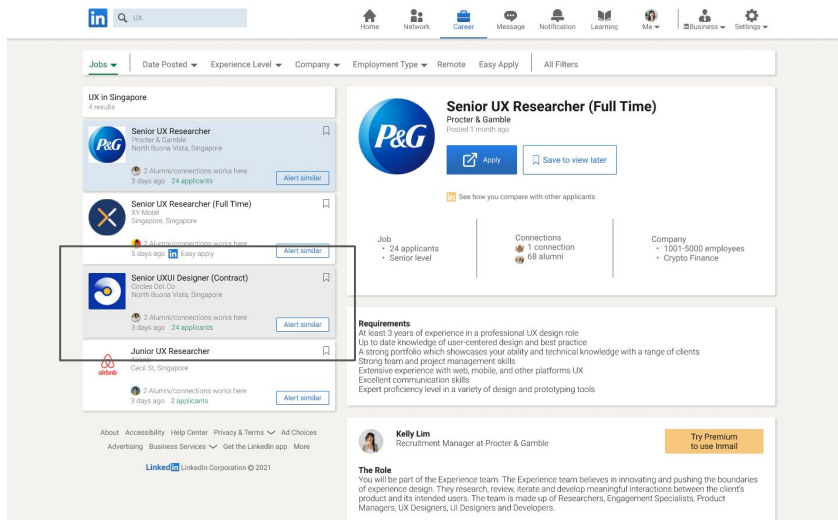 in
UX
Home
Network
Career
Message
Notification
Learning
Me
Business
Settings
Jobs
Date Posted
Experience Level
Company
Employment Type
Remote
Easy Apply
All Filters
UX in Singapore
4 results
P&G
Senior UX Researcher
Procter & Gamble
North Buona Vista, Singapore
2 Alumni/connections works here
3 days ago 24 applicants
Alert similar
Senior UX Researcher (Full Time)
XY Motel
Singapore, Singapore
2 Alumni/connections works here
5 days ago in Easy apply
Alert similar
Senior UXUI Designer (Contract)
Circles Dot Co
North Buona Vista, Singapore
2 Alumni/connections works here
3 days ago 24 applicants
Alert similar
Junior UX Researcher
Airbnb
Cecil St, Singapore
airbnb
2 Alumni/connections works here
3 days ago 2 applicants
Alert similar
About Accessibility Help Center Privacy & Terms Ad Choices
Advertising Business Services Get the LinkedIn app More
Linkedin LinkedIn Corporation © 2021
P&G
Senior UX Researcher (Full Time)
Procter & Gamble
Posted 1 month ago
Apply
Save to view later
in See how you compare with other applicants
Job
• 24 applicants
• Senior level
Connections
1 connection
68 alumni
Company
• 1001-5000 employees
• Crypto Finance
Requirements
At least 3 years of experience in a professional UX design role
Up to date knowledge of user-centered design and best practice
A strong portfolio which showcases your ability and technical knowledge with a range of clients
Strong team and project management skills
Extensive experience with web, mobile, and other platforms UX
Excellent communication skills
Expert proficiency level in a variety of design and prototyping tools
Kelly Lim
Recruitment Manager at Procter & Gamble
Try Premium
to use Inmail
The Role
You will be part of the Experience team. The Experience team believes in innovating and pushing the boundaries
of experience design. They research, review, iterate and develop meaningful interactions between the client's
product and its intended users. The team is made up of Researchers, Engagement Specialists, Product
Managers, UX Designers, UI Designers and Developers.